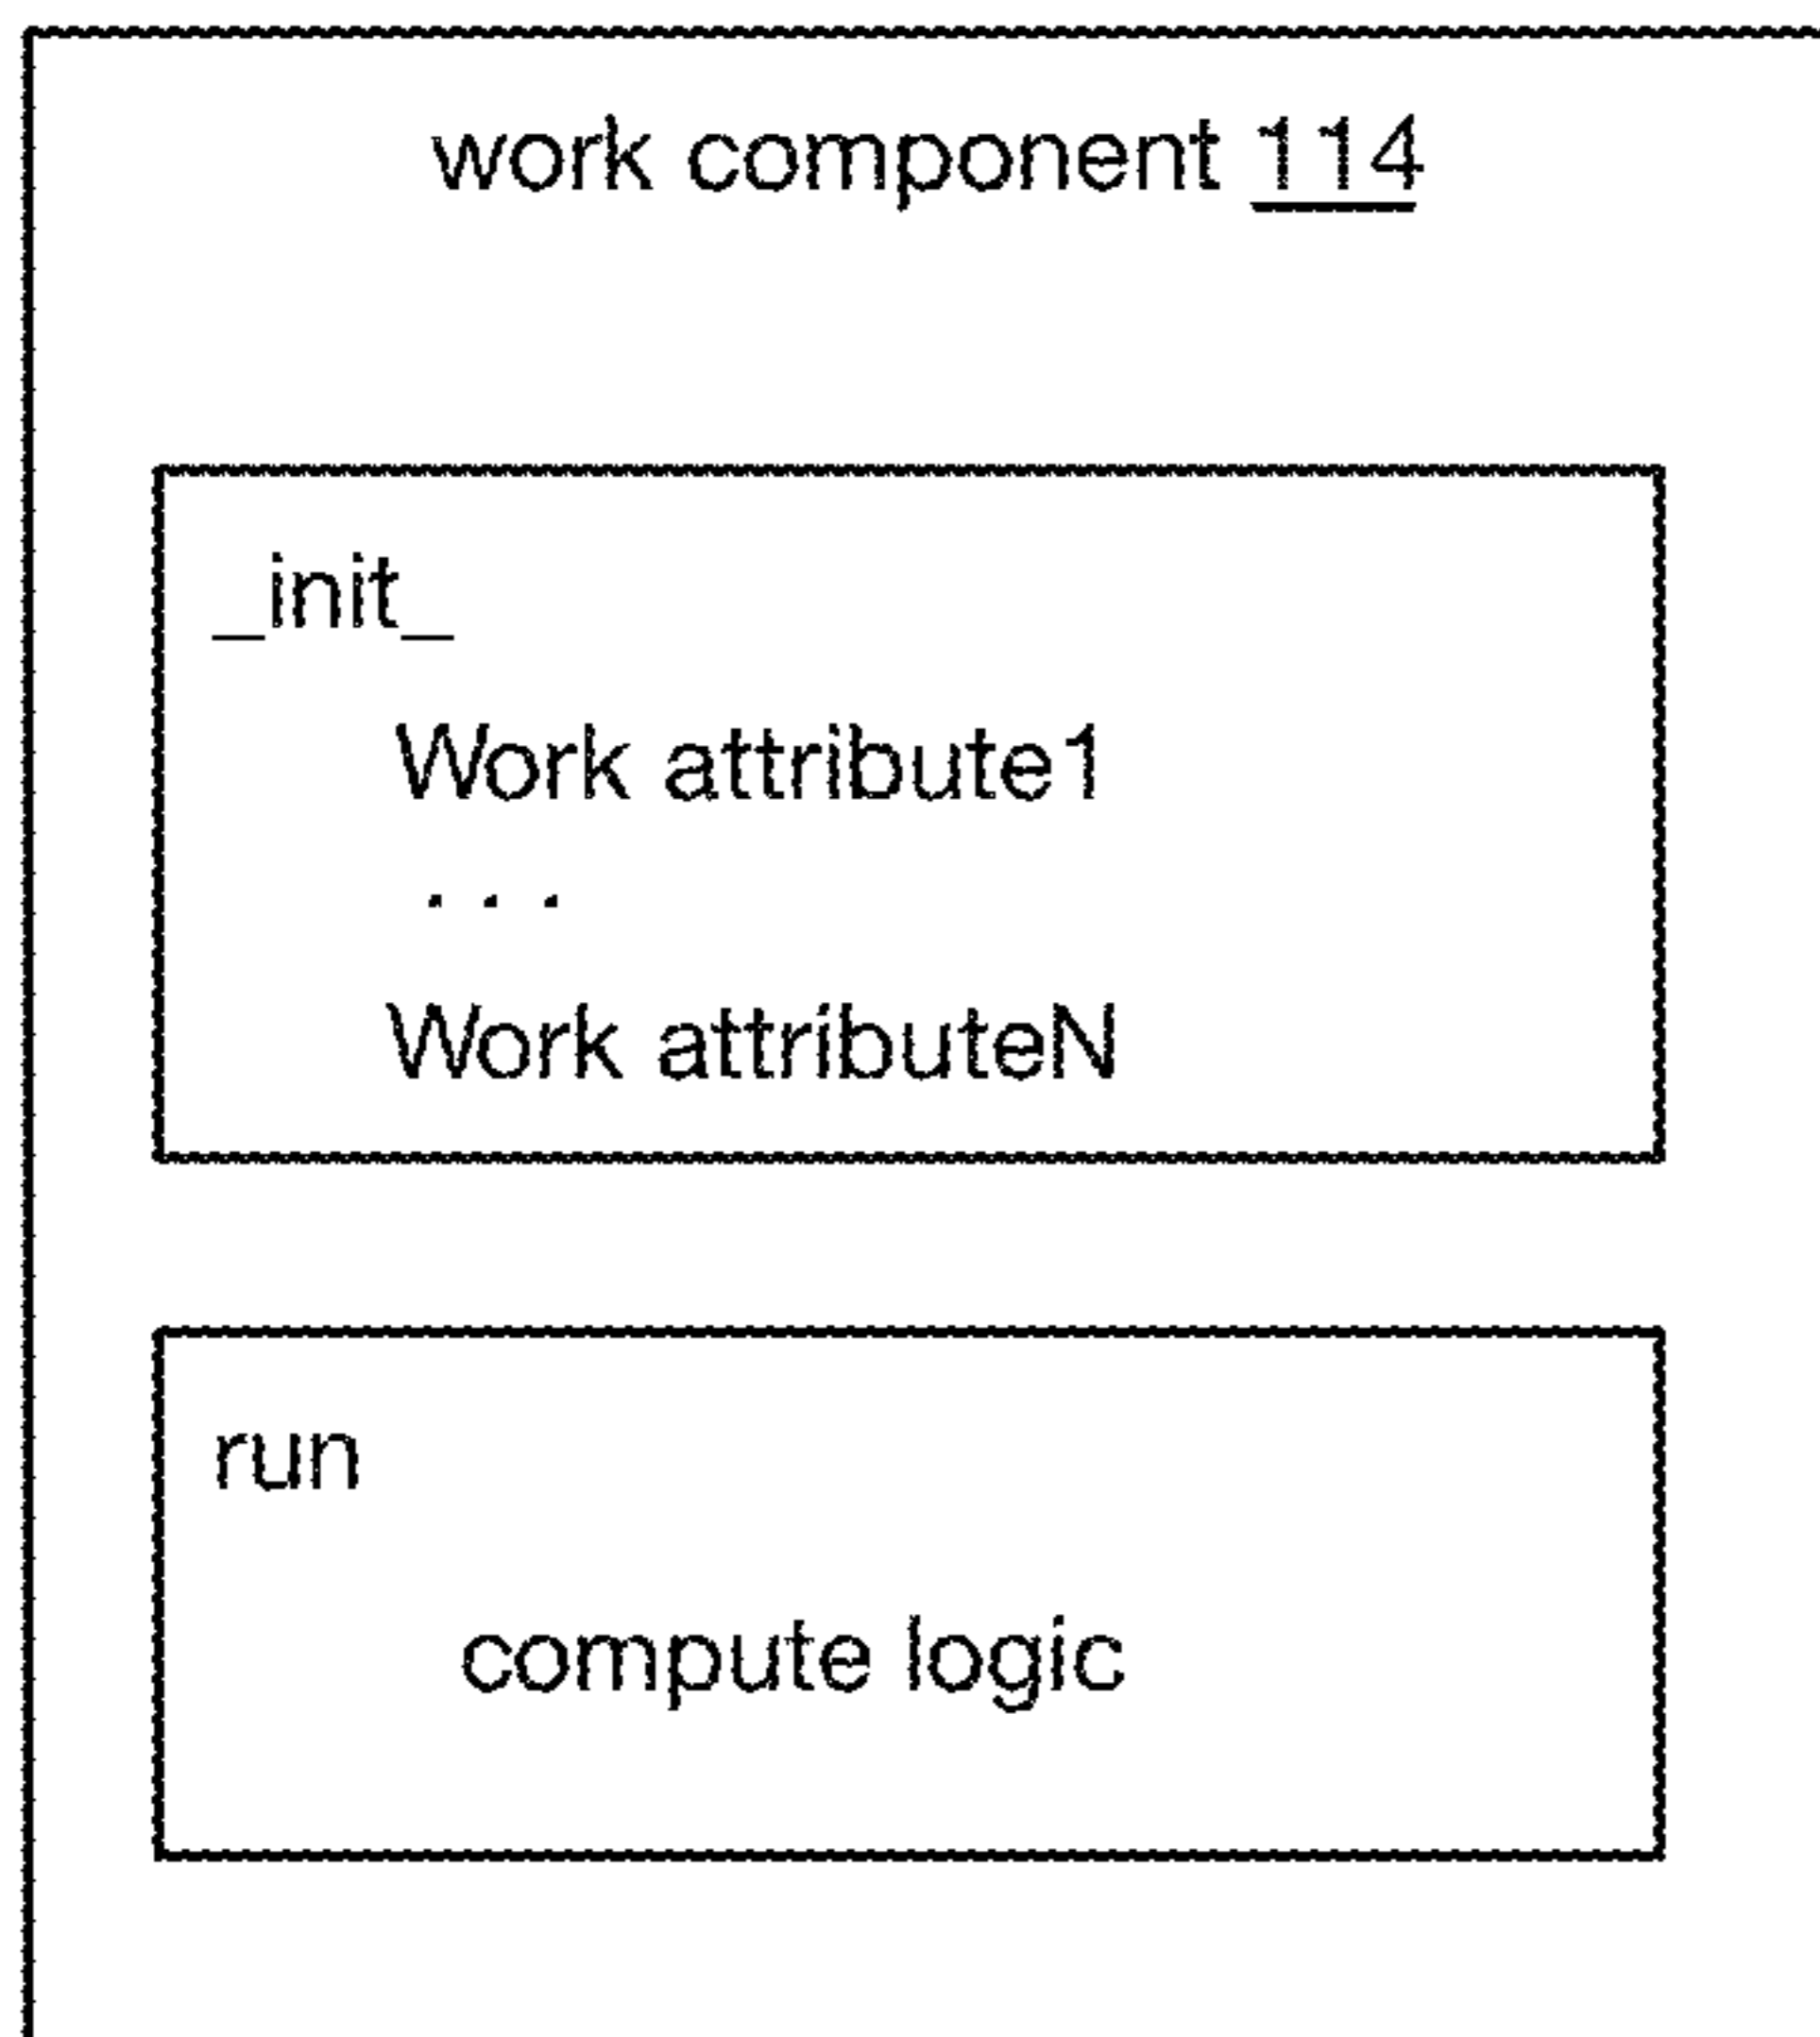 work component 114
_init_
Work attribute1
. . .
Work attributeN
run
compute logic